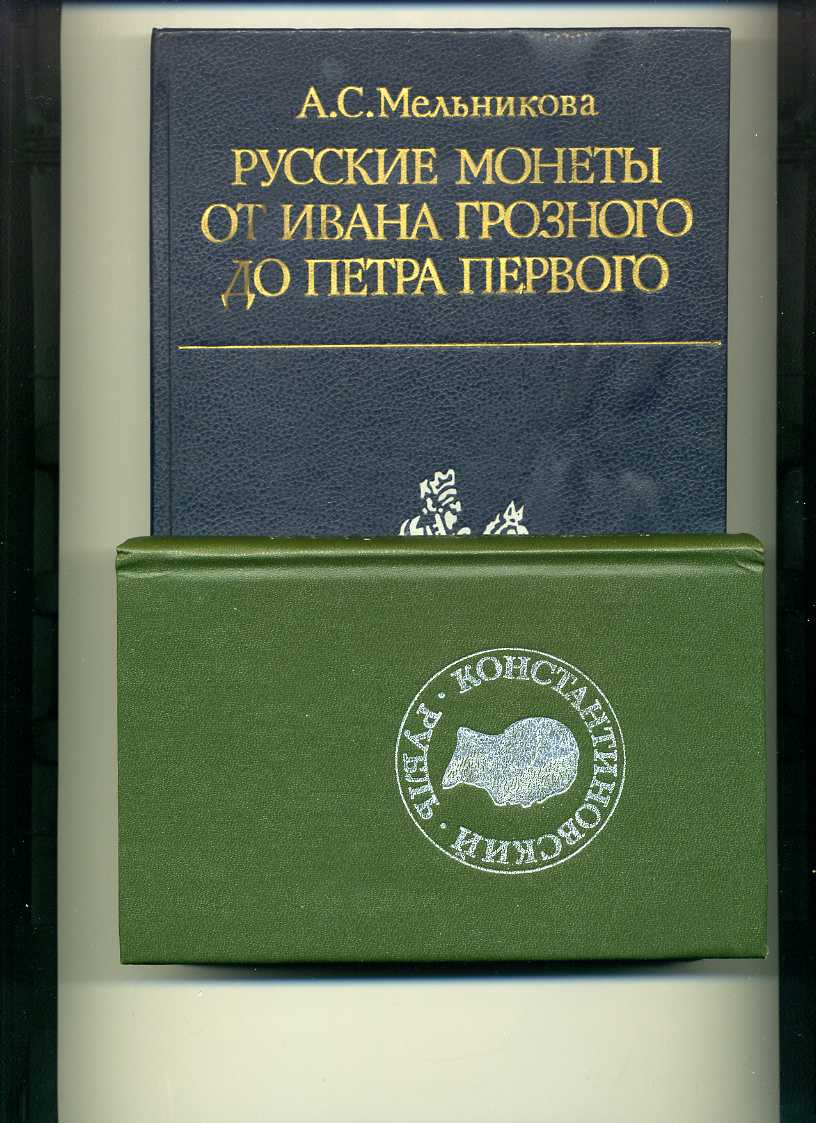 А.С.Мельникова
РУССКИЕ МОНЕТЫ
ОТ ИВАНА ГРОЗНОГО
ДО ПЕТРА ПЕРВОГО
КОНСТАНТИНОВСКИЙ · РУБЛЬ ·